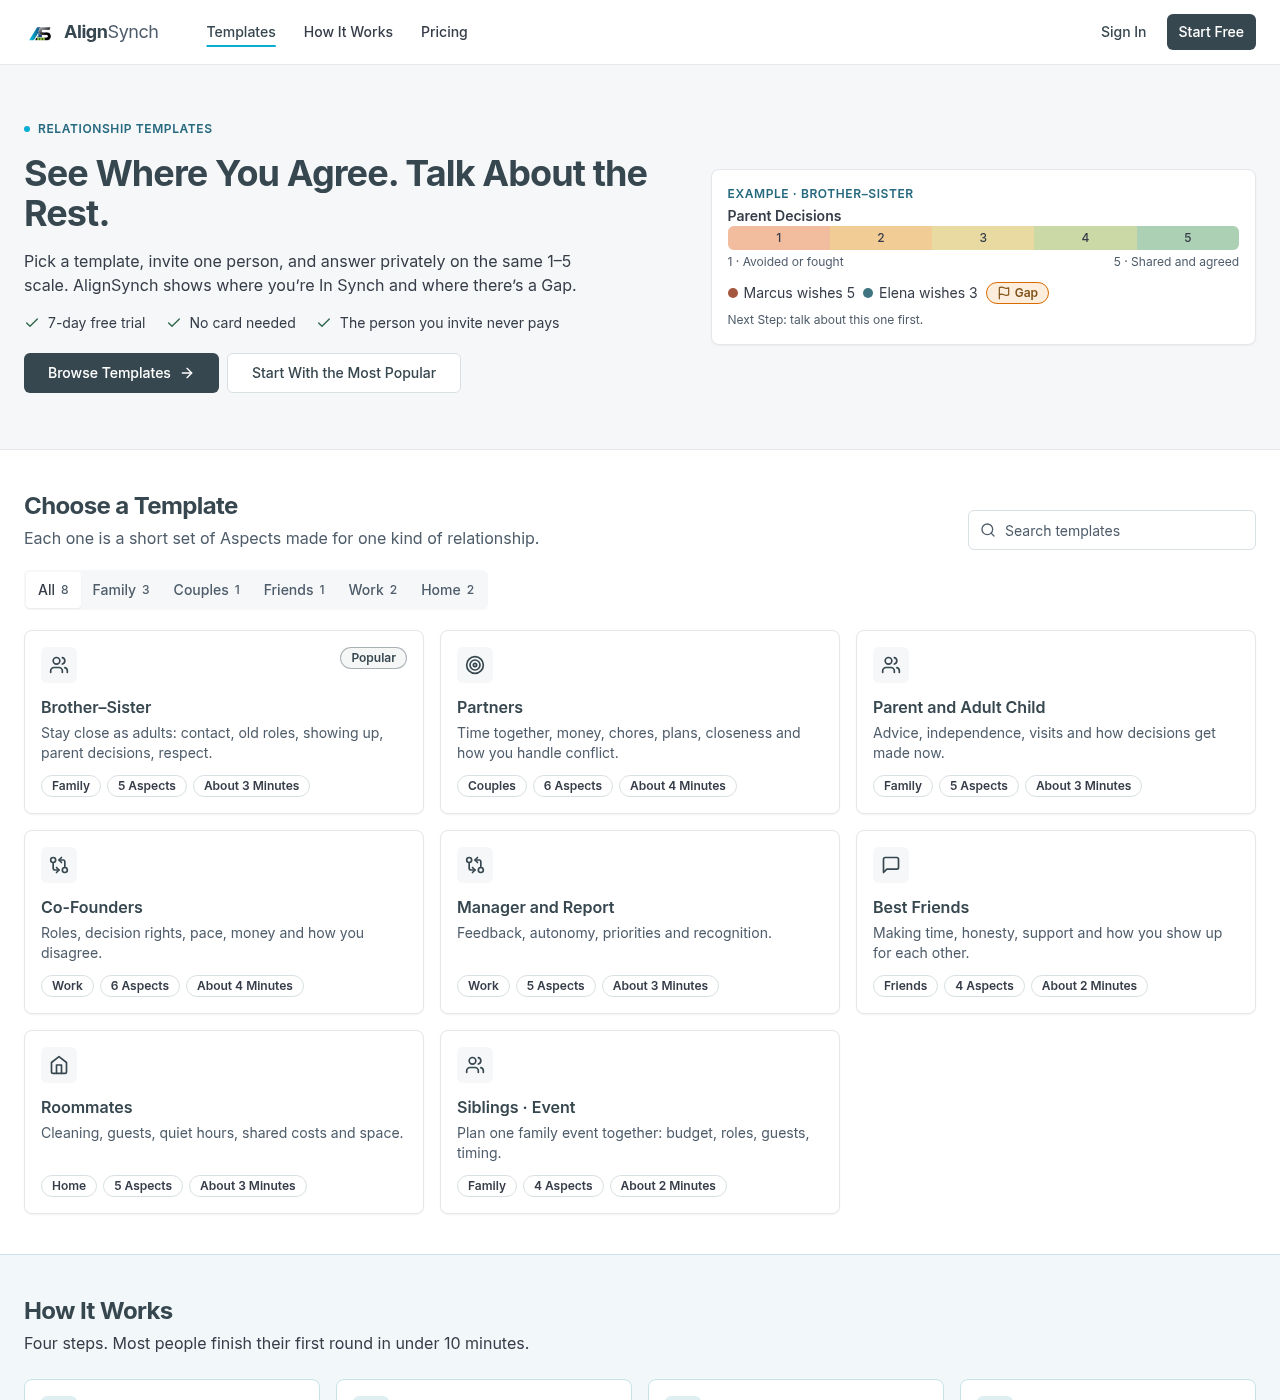 AlignSynch
Templates
How It Works
Pricing
Sign In
Start Free
RELATIONSHIP TEMPLATES
See Where You Agree. Talk About the
Rest.
Pick a template, invite one person, and answer privately on the same 1–5
scale. AlignSynch shows where you’re In Synch and where there’s a Gap.
7-day free trial
No card needed
The person you invite never pays
Browse Templates
Start With the Most Popular
EXAMPLE · BROTHER–SISTER
Parent Decisions
1 2 3 4 5
1 · Avoided or fought
5 · Shared and agreed
Marcus wishes 5
Elena wishes 3
Gap
Next Step: talk about this one first.
Choose a Template
Each one is a short set of Aspects made for one kind of relationship.
Search templates
All 8
Family 3
Couples 1
Friends 1
Work 2
Home 2
Popular
Brother–Sister
Stay close as adults: contact, old roles, showing up,
parent decisions, respect.
Family
5 Aspects
About 3 Minutes
Partners
Time together, money, chores, plans, closeness and
how you handle conflict.
Couples
6 Aspects
About 4 Minutes
Parent and Adult Child
Advice, independence, visits and how decisions get
made now.
Family
5 Aspects
About 3 Minutes
Co-Founders
Roles, decision rights, pace, money and how you
disagree.
Work
6 Aspects
About 4 Minutes
Manager and Report
Feedback, autonomy, priorities and recognition.
Work
5 Aspects
About 3 Minutes
Best Friends
Making time, honesty, support and how you show up
for each other.
Friends
4 Aspects
About 2 Minutes
Roommates
Cleaning, guests, quiet hours, shared costs and space.
Home
5 Aspects
About 3 Minutes
Siblings · Event
Plan one family event together: budget, roles, guests,
timing.
Family
4 Aspects
About 2 Minutes
How It Works
Four steps. Most people finish their first round in under 10 minutes.